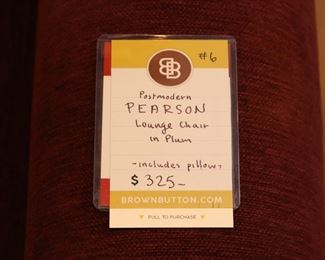 BB
#6
Postmodern
PEARSON
Lounge Chair
in Plum
-includes pillow-
$325-
BROWNBUTTON.COM
PULL TO PURCHASE